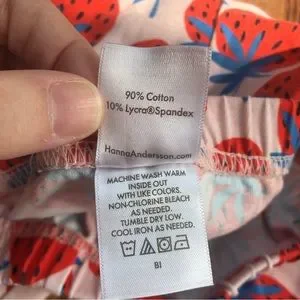 90% Cotton
10% Lycra®Spandex
HannaAndersson.com
MACHINE WASH WARM
INSIDE OUT
WITH LIKE COLORS.
NON-CHLORINE BLEACH
AS NEEDED.
TUMBLE DRY LOW.
COOL IRON AS NEEDED.
BI